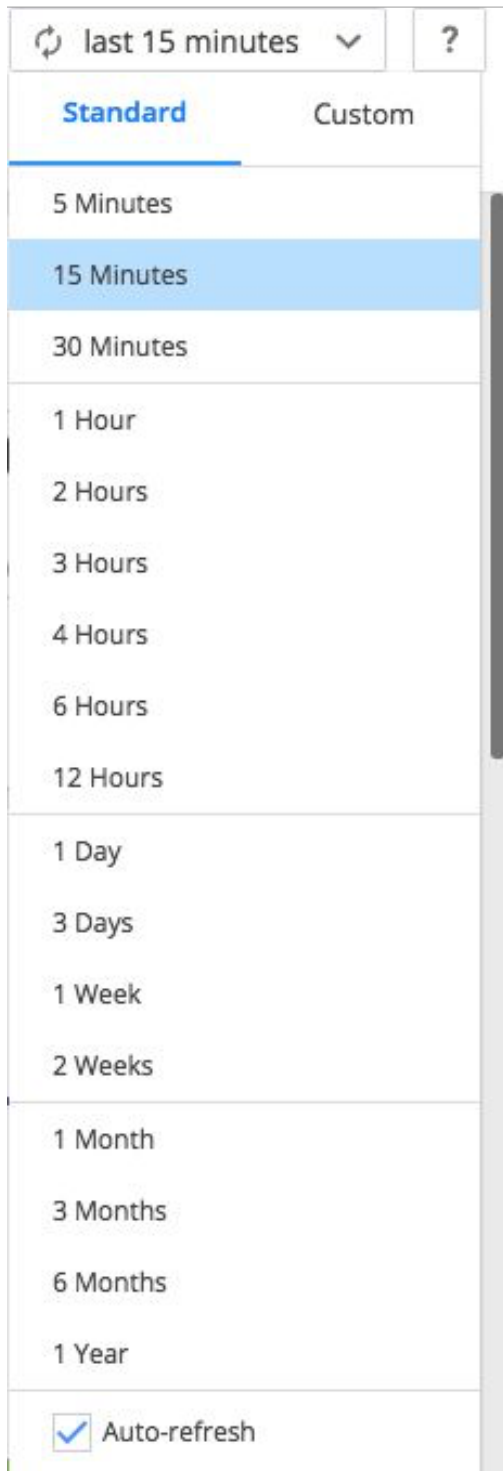 last 15 minutes ?
Standard Custom
5 Minutes
15 Minutes
30 Minutes
1 Hour
2 Hours
3 Hours
4 Hours
6 Hours
12 Hours
1 Day
3 Days
1 Week
2 Weeks
1 Month
3 Months
6 Months
1 Year
Auto-refresh